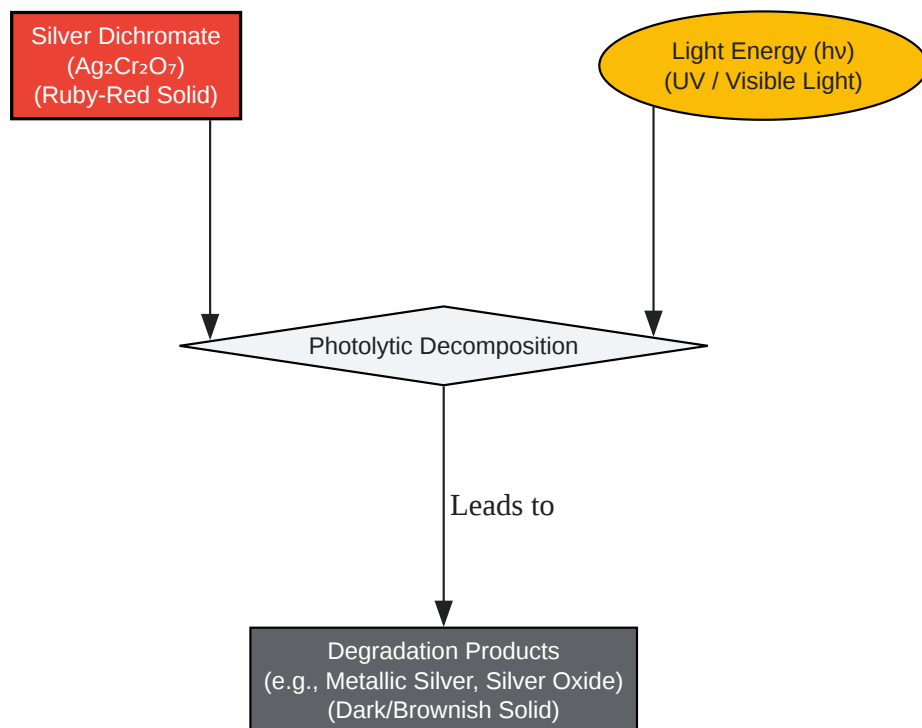 Silver Dichromate
(Ag₂Cr₂O₇)
(Ruby-Red Solid)
Light Energy (hν)
(UV / Visible Light)
Photolytic Decomposition
Leads to
Degradation Products
(e.g., Metallic Silver, Silver Oxide)
(Dark/Brownish Solid)